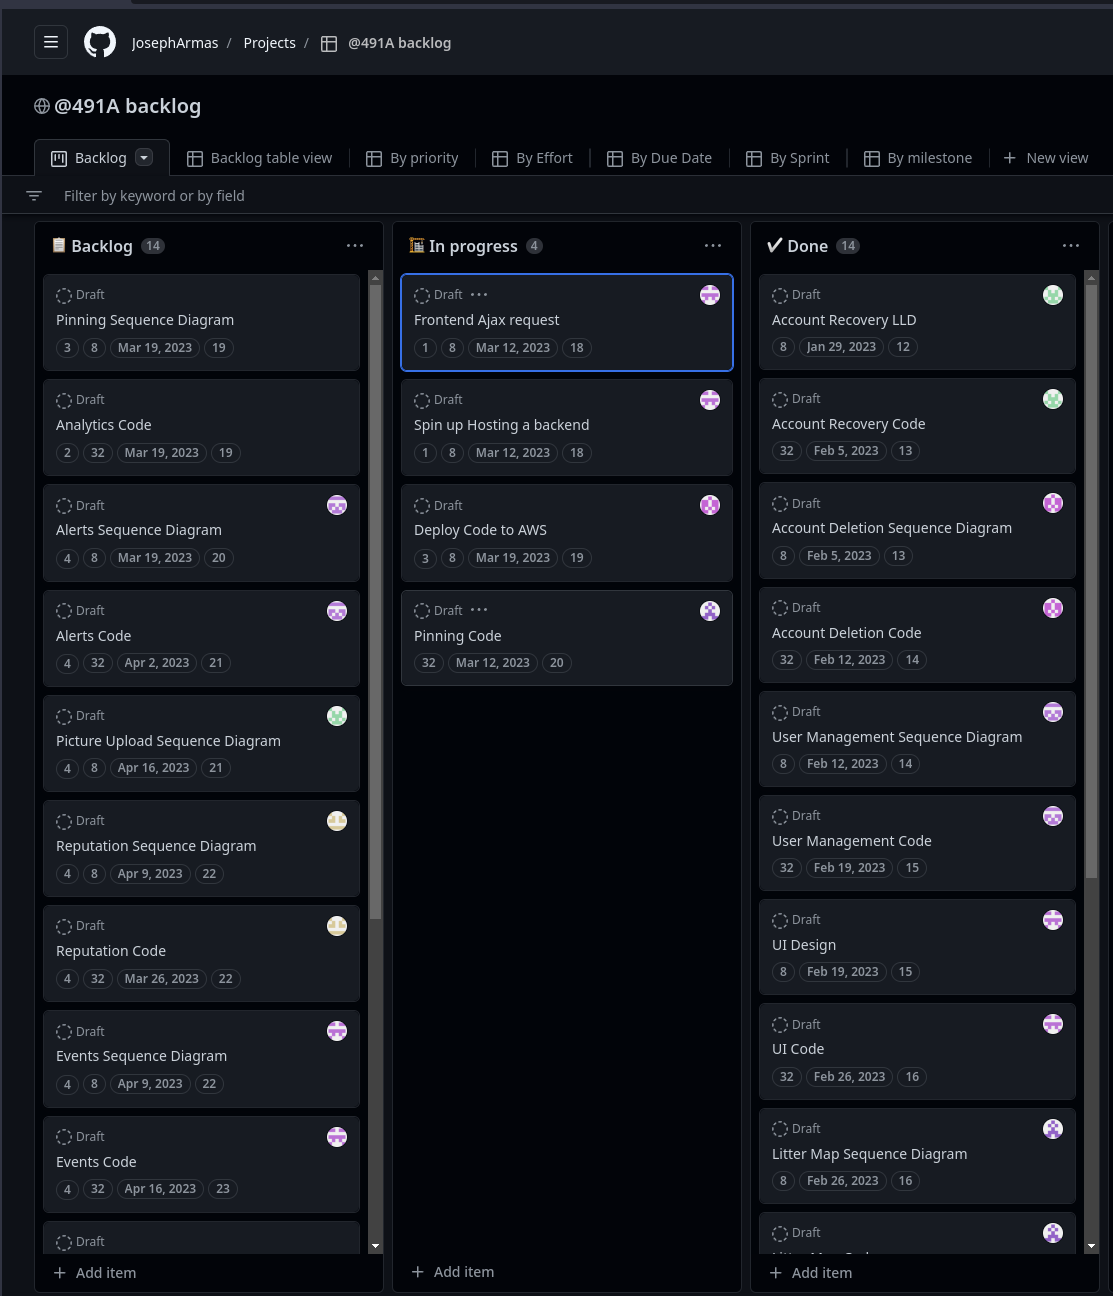 JosephArmas / Projects / @491A backlog
@491A backlog
Backlog Backlog table view By priority By Effort By Due Date By Sprint By milestone + New view
Filter by keyword or by field
Backlog 14 ...
Draft
Pinning Sequence Diagram
3 8 Mar 19, 2023 19
Draft
Analytics Code
2 32 Mar 19, 2023 19
Draft
Alerts Sequence Diagram
4 8 Mar 19, 2023 20
Draft
Alerts Code
4 32 Apr 2, 2023 21
Draft
Picture Upload Sequence Diagram
4 8 Apr 16, 2023 21
Draft
Reputation Sequence Diagram
4 8 Apr 9, 2023 22
Draft
Reputation Code
4 32 Mar 26, 2023 22
Draft
Events Sequence Diagram
4 8 Apr 9, 2023 22
Draft
Events Code
4 32 Apr 16, 2023 23
Draft
+ Add item
In progress 4 ...
Draft ...
Frontend Ajax request
1 8 Mar 12, 2023 18
Draft
Spin up Hosting a backend
1 8 Mar 12, 2023 18
Draft
Deploy Code to AWS
3 8 Mar 19, 2023 19
Draft ...
Pinning Code
32 Mar 12, 2023 20
+ Add item
Done 14 ...
Draft
Account Recovery LLD
8 Jan 29, 2023 12
Draft
Account Recovery Code
32 Feb 5, 2023 13
Draft
Account Deletion Sequence Diagram
8 Feb 5, 2023 13
Draft
Account Deletion Code
32 Feb 12, 2023 14
Draft
User Management Sequence Diagram
8 Feb 12, 2023 14
Draft
User Management Code
32 Feb 19, 2023 15
Draft
UI Design
8 Feb 19, 2023 15
Draft
UI Code
32 Feb 26, 2023 16
Draft
Litter Map Sequence Diagram
8 Feb 26, 2023 16
Draft
+ Add item